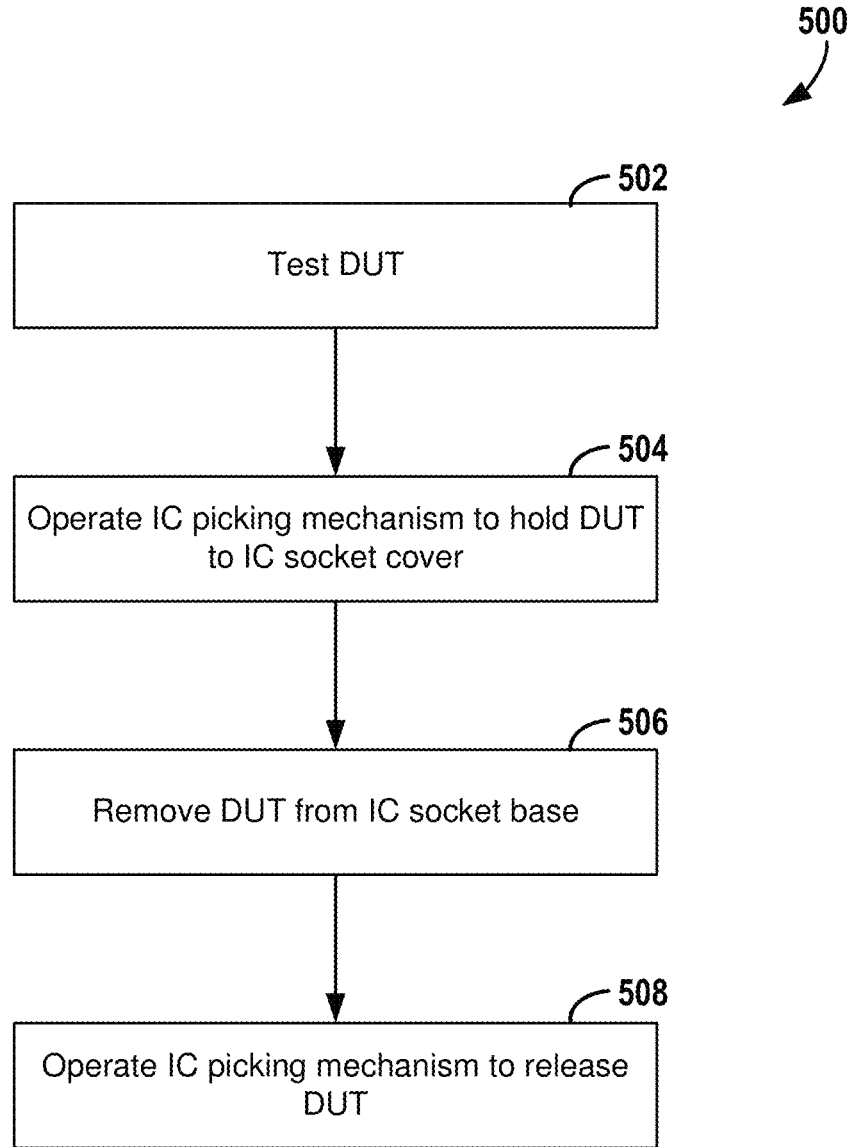 500
502
Test DUT
504
Operate IC picking mechanism to hold DUT
to IC socket cover
506
Remove DUT from IC socket base
508
Operate IC picking mechanism to release
DUT